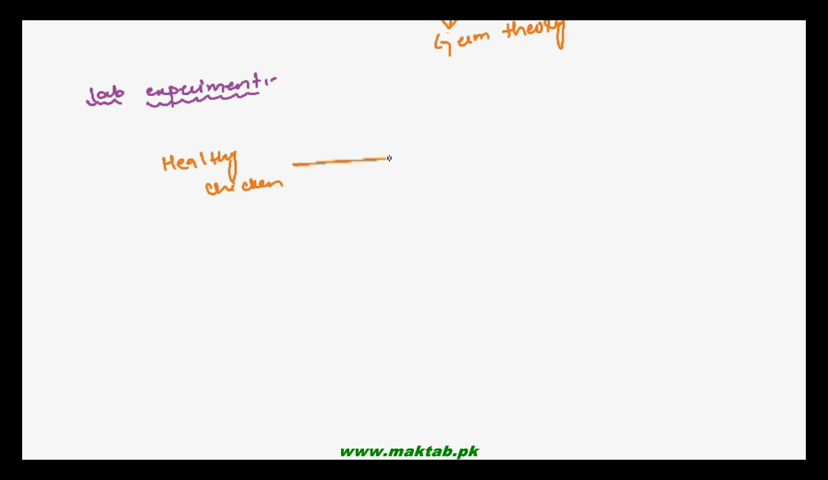 Germ theory
lab experiment:-
Healthy
chicken
www.maktab.pk